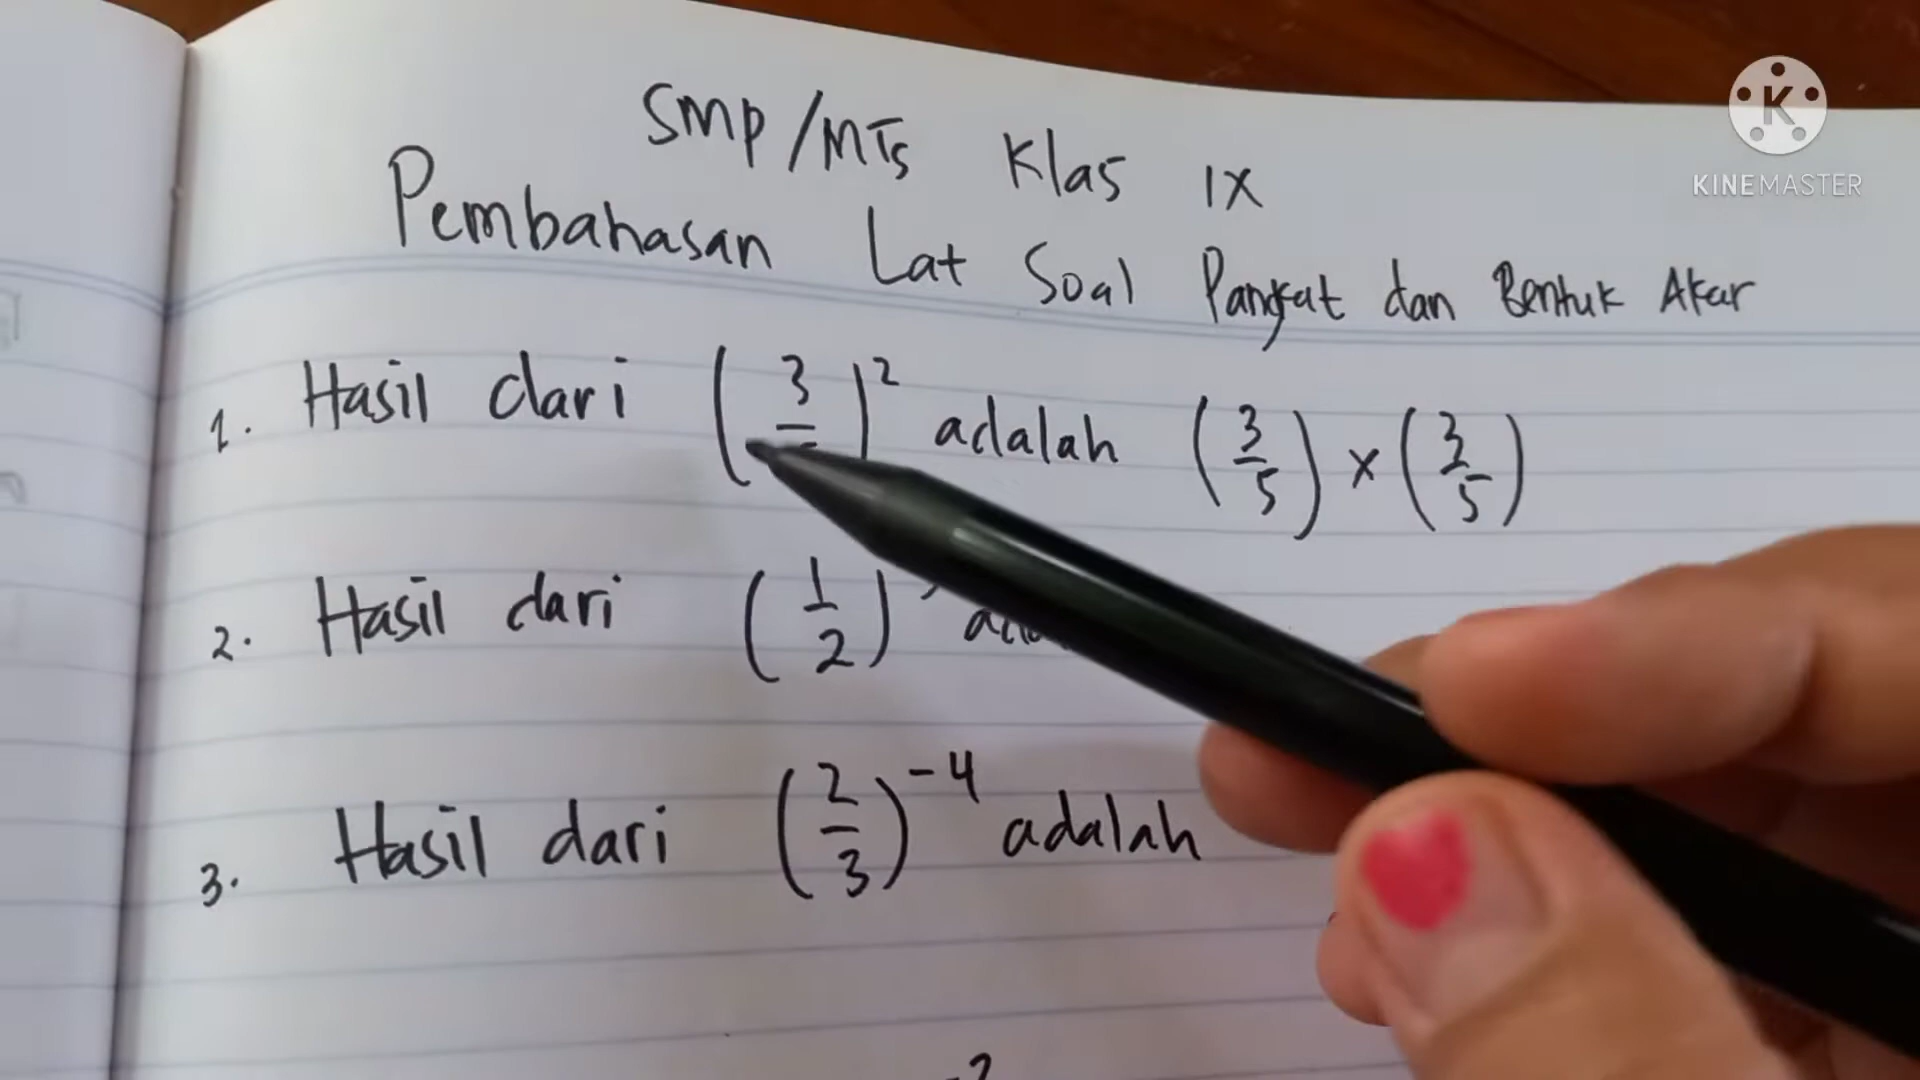 SMP/MTs Klas IX
Pembahasan Lat Soal Pangkat dan Bentuk Akar
1. Hasil dari (3/)² adalah (3/5) x (3/5)
2. Hasil dari (1/2)
3. Hasil dari (2/3)⁻⁴ adalah
KINEMASTER